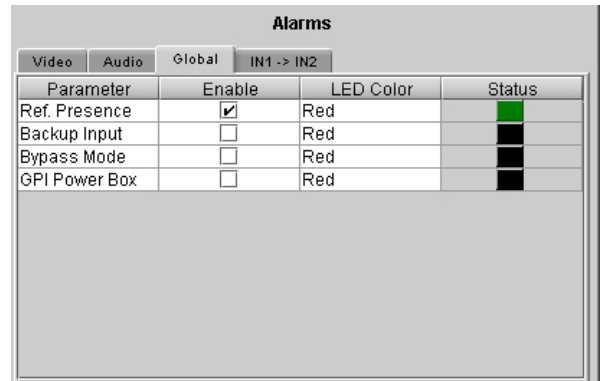 Alarms
Video Audio Global IN1 -> IN2
Parameter Enable LED Color Status
Ref. Presence Red
Backup Input Red
Bypass Mode Red
GPI Power Box Red